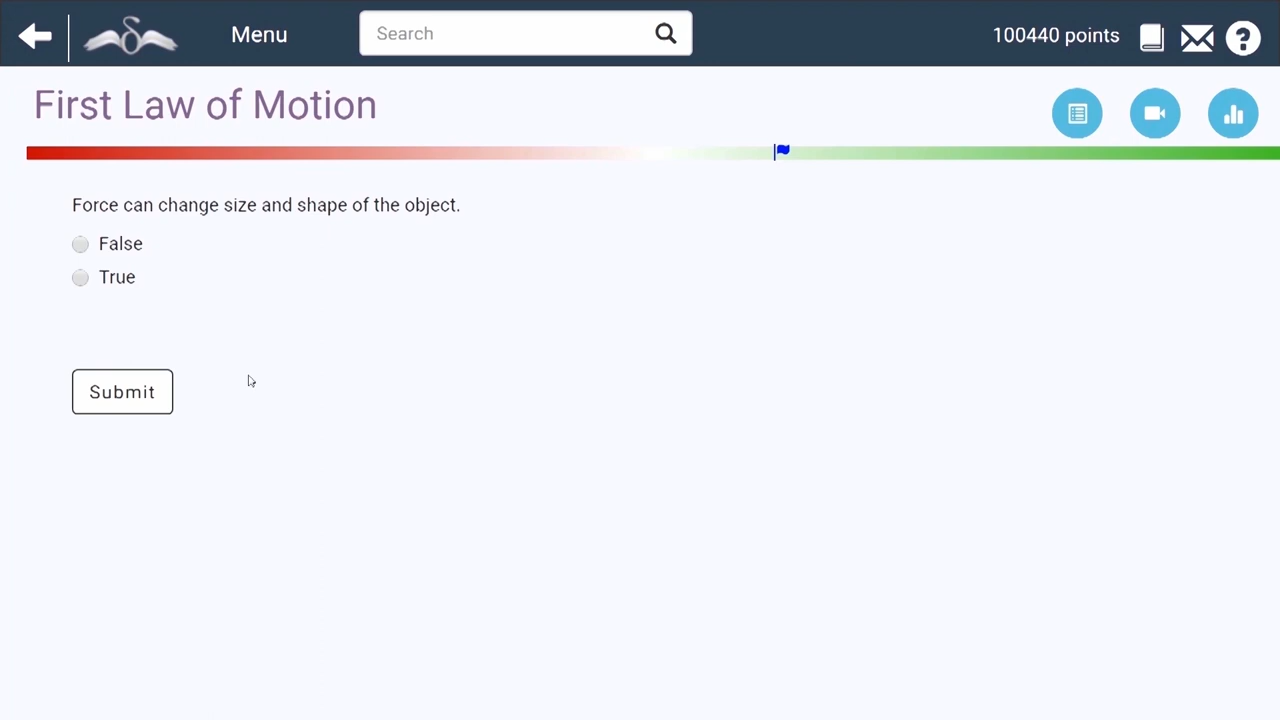 Menu
Search
100440 points
First Law of Motion
Force can change size and shape of the object.
False
True
Submit